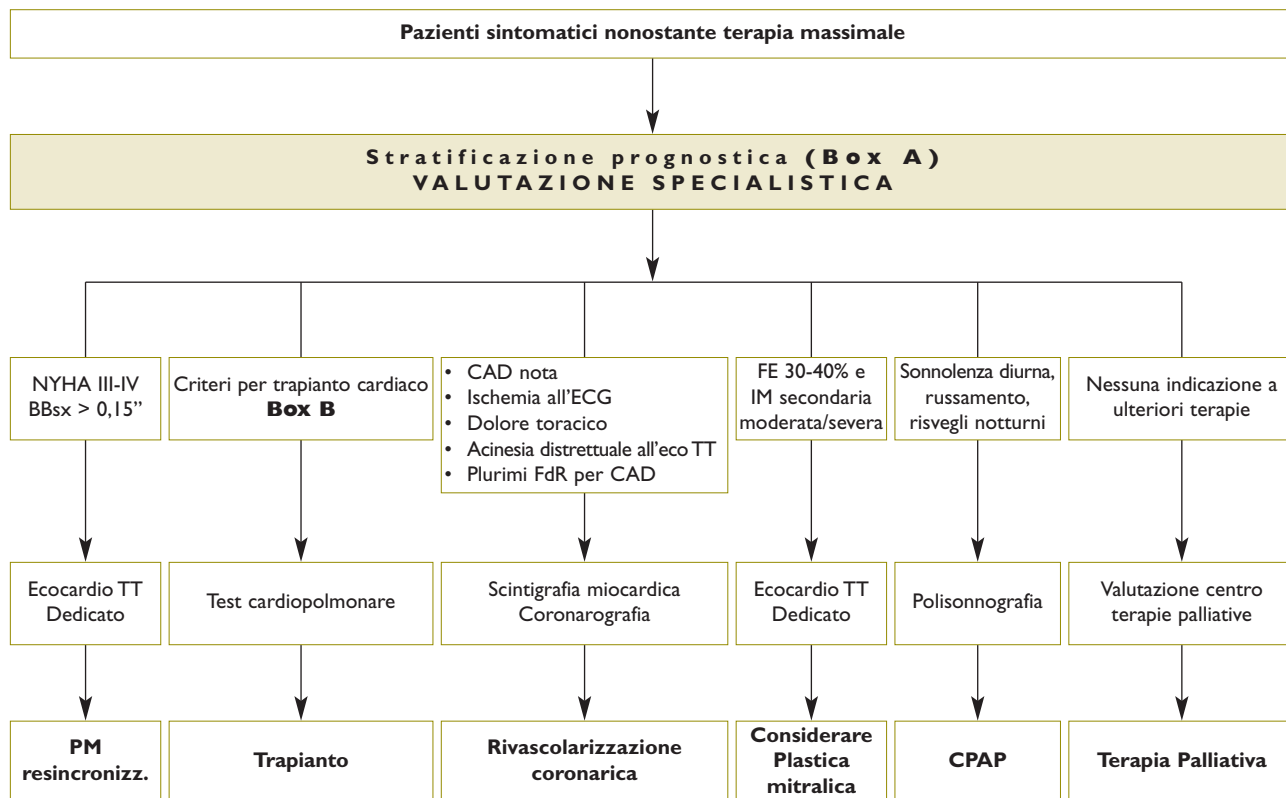 Pazienti sintomatici nonostante terapia massimale
Stratificazione prognostica (Box A)
VALUTAZIONE SPECIALISTICA
NYHA III-IV
BBsx > 0,15”
Criteri per trapianto cardiaco
Box B
• CAD nota
• Ischemia all’ECG
• Dolore toracico
• Acinesia distrettuale all’eco TT
• Plurimi FdR per CAD
FE 30-40% e
IM secondaria
moderata/severa
Sonnolenza diurna,
russamento,
risvegli notturni
Nessuna indicazione a
ulteriori terapie
Ecocardio TT
Dedicato
Test cardiopolmonare
Scintigrafia miocardica
Coronarografia
Ecocardio TT
Dedicato
Polisonnografia
Valutazione centro
terapie palliative
PM
resincronizz.
Trapianto
Rivascolarizzazione
coronarica
Considerare
Plastica
mitralica
CPAP
Terapia Palliativa